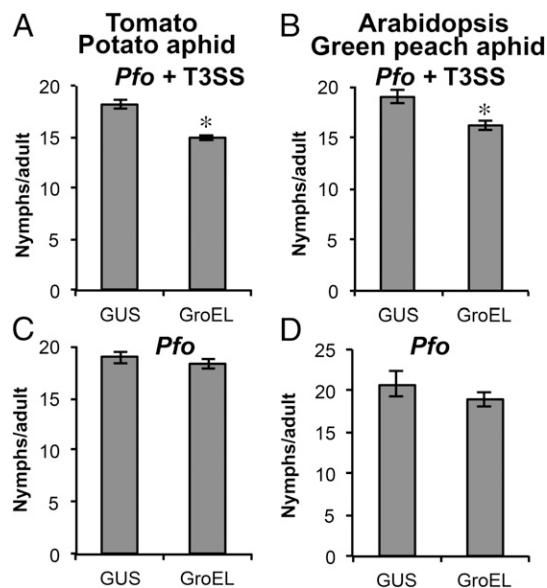 A
Tomato
Potato aphid
Pfo + T3SS
Nymphs/adult
20
15
10
5
0
*
GUS
GroEL
B
Arabidopsis
Green peach aphid
Pfo + T3SS
Nymphs/adult
20
15
10
5
0
*
GUS
GroEL
C
Pfo
Nymphs/adult
20
15
10
5
0
GUS
GroEL
D
Pfo
Nymphs/adult
25
20
15
10
5
0
GUS
GroEL